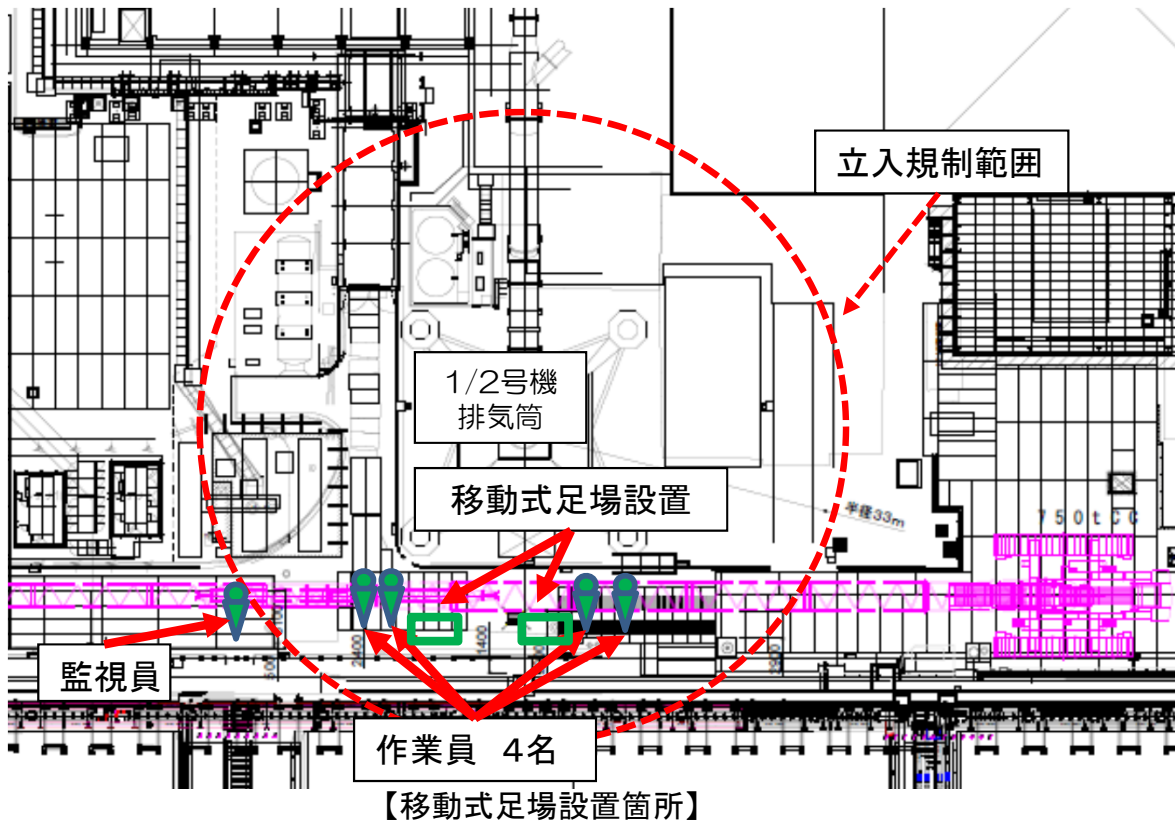 立入規制範囲
1/2号機
排気筒
移動式足場設置
半径33m
750tCC
監視員
2400
1400
作業員 4名
【移動式足場設置箇所】